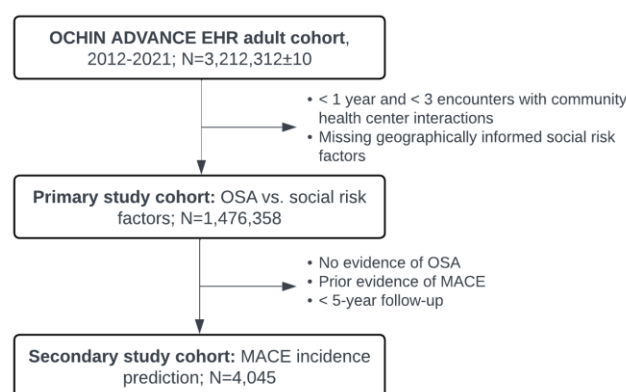 OCHIN ADVANCE EHR adult cohort,
2012-2021; N=3,212,312±10
• < 1 year and < 3 encounters with community
health center interactions
• Missing geographically informed social risk
factors
Primary study cohort: OSA vs. social risk
factors; N=1,476,358
• No evidence of OSA
• Prior evidence of MACE
• < 5-year follow-up
Secondary study cohort: MACE incidence
prediction; N=4,045